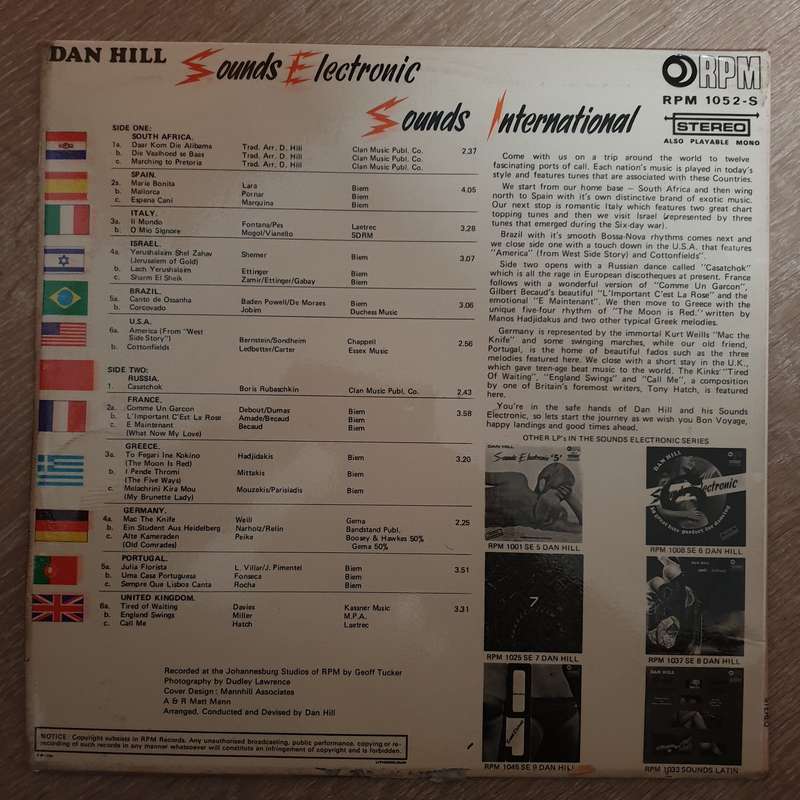 DAN HILL Sounds Electronic
Sounds International
RPM
RPM 1052-S
STEREO
ALSO PLAYABLE MONO
SIDE ONE:
SOUTH AFRICA.
1a. Daar Kom Die Alibama Trad. Arr. D. Hill Clan Music Publ. Co. 2.37
b. Die Vaalhoed se Baas Trad. Arr. D. Hill Clan Music Publ. Co.
c. Marching to Pretoria Trad. Arr. D. Hill Clan Music Publ. Co.
SPAIN.
2a. Maria Bonita Lara Biem 4.05
b. Mallorca Pornar Biem
c. Espana Cani Marquina Biem
ITALY.
3a. Il Mondo Fontana/Pes Laetrec 3,28
b. O Mio Signore Mogol/Vianello SDRM
ISRAEL.
4a. Yerushalaim Shel Zahav Shemer Biem 3.07
(Jerusalem of Gold)
b. Lach Yerushalaim Ettinger Biem
c. Sharm El Sheik Zamir/Ettinger/Gabay Biem
BRAZIL.
5a. Canto de Ossanha Baden Powell/De Moraes Biem 3.06
b. Corcovado Jobim Duchess Music
U.S.A.
6a. America (From "West
Side Story") Bernstein/Sondheim Chappell 2.56
b. Cottonfields Ledbetter/Carter Essex Music
SIDE TWO:
RUSSIA.
1. Casatchok Boris Rubaschkin Clan Music Publ. Co. 2,43
FRANCE.
2a. Comme Un Garcon Debout/Dumas Biem 3.58
b. L'Important C'Est La Rose Amade/Becaud Biem
c. E Maintenant Becaud Biem
(What Now My Love)
GREECE.
3a. To Fegari Ine Kokino Hadjidakis Biem 3.20
(The Moon is Red)
b. I Pende Thromi Mittakis Biem
(The Five Ways)
c. Melachrini Kira Mou Mouzakis/Parisiadis Biem
(My Brunette Lady)
GERMANY.
4a. Mac The Knife Weill Gema 2.25
b. Ein Student Aus Heidelberg Narholz/Relin Bandstand Publ.
c. Alte Kameraden Peike Boosey & Hawkes 50%
(Old Comrades) Gema 50%
PORTUGAL.
5a. Julia Florista L. Villar/J. Pimentel Biem 3.51
b. Uma Casa Portuguesa Fonseca Biem
c. Sempre Que Lisboa Canta Rocha Biem
UNITED KINGDOM.
6a. Tired of Waiting Davies Kassner Music 3.31
b. England Swings Miller M.P.A.
c. Call Me Hatch Laetrec
Come with us on a trip around the world to twelve
fascinating ports of call. Each nation's music is played in today's
style and features tunes that are associated with these Countries.
We start from our home base – South Africa and then wing
north to Spain with it's own distinctive brand of exotic music.
Our next stop is romantic Italy which features two great chart
topping tunes and then we visit Israel (represented by three
tunes that emerged during the Six-day war).
Brazil with it's smooth Bossa-Nova rhythms comes next and
we close side one with a touch down in the U.S.A. that features
"America" (from West Side Story) and Cottonfields".
Side two opens with a Russian dance called "Casatchok"
which is all the rage in European discotheques at present. France
follows with a wonderful version of "Comme Un Garcon",
Gilbert Becaud's beautiful "L'Important C'est La Rose" and the
emotional "E Maintenant". We then move to Greece with the
unique five-four rhythm of "The Moon is Red." written by
Manos Hadjidakus and two other typical Greek melodies.
Germany is represented by the immortal Kurt Weills "Mac the
Knife" and some swinging marches, while our old friend,
Portugal, is the home of beautiful fados such as the three
melodies featured here. We close with a short stay in the U.K.,
which gave teen-age beat music to the world. The Kinks' "Tired
Of Waiting", "England Swings" and "Call Me", a composition
by one of Britain's foremost writers, Tony Hatch, is featured
here.
You're in the safe hands of Dan Hill and his Sounds
Electronic, so lets start the journey as we wish you Bon Voyage,
happy landings and good times ahead.
OTHER LP's IN THE SOUNDS ELECTRONIC SERIES
DAN HILL
Sounds Electronic '5'
DAN HILL
RPM 1001 SE 5 DAN HILL RPM 1008 SE 6 DAN HILL
7
RPM 1025 SE 7 DAN HILL RPM 1037 SE 8 DAN HILL
DAN HILL
RPM 1045 SE 9 DAN HILL RPM 1033 SOUNDS LATIN
Recorded at the Johannesburg Studios of RPM by Geoff Tucker
Photography by Dudley Lawrence
Cover Design : Mannhill Associates
A & R Matt Mann
Arranged, Conducted and Devised by Dan Hill
NOTICE: Copyright subsists in RPM Records. Any unauthorised broadcasting, public performance, copying or re-
recording of such records in any manner whatsoever will constitute an infringement of copyright and is forbidden.